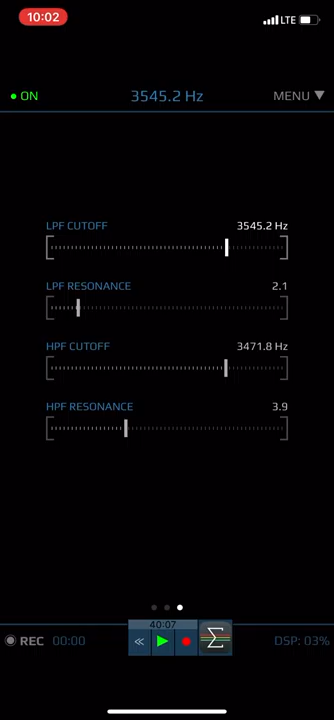 10:02
LTE
ON 3545.2 Hz MENU ▼
LPF CUTOFF 3545.2 Hz
LPF RESONANCE 2.1
HPF CUTOFF 3471.8 Hz
HPF RESONANCE 3.9
40:07
REC 00:00 Σ DSP: 03%